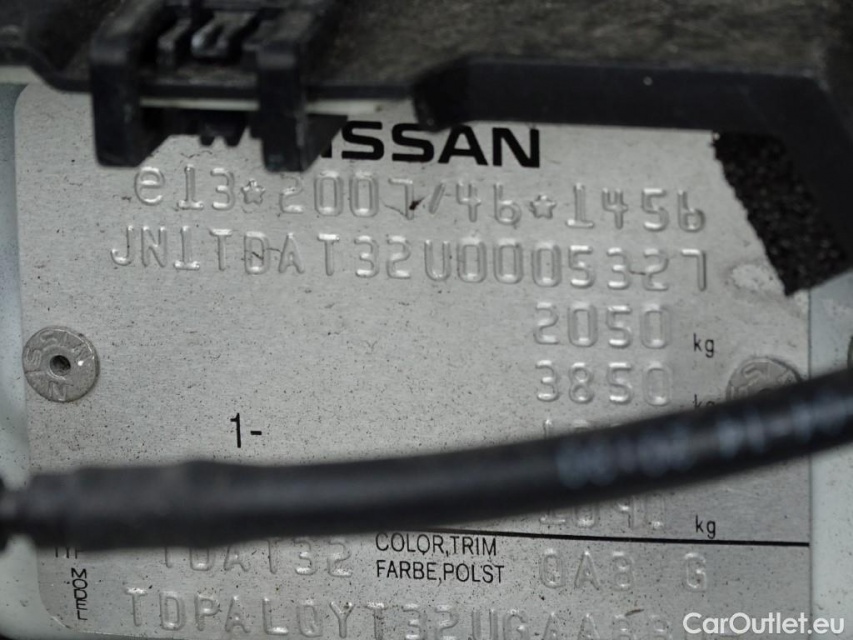 NISSAN
e13*2007/46*1456
JN1TDAT32U0005327
2050 kg
3850 kg
1-
kg
MODEL
TDAT32
COLOR,TRIM
FARBE,POLST
QAB G
CarOutlet.eu